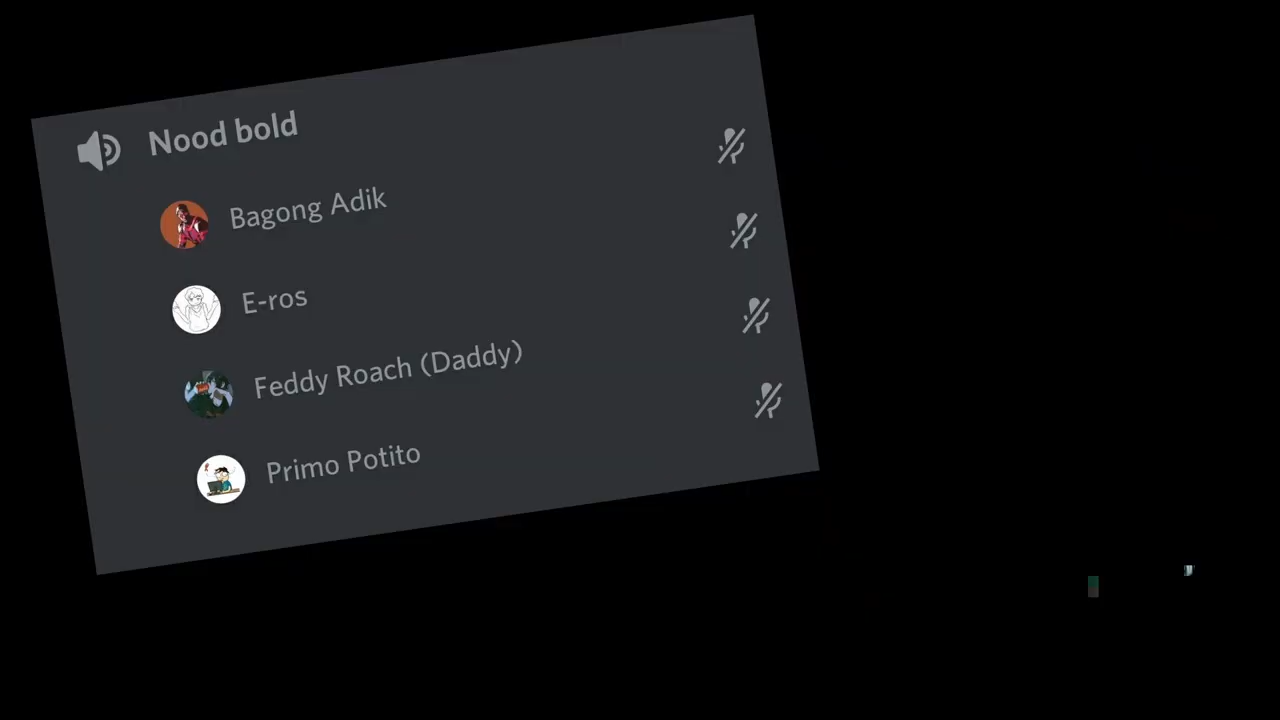 Nood bold
Bagong Adik
E-ros
Feddy Roach (Daddy)
Primo Potito